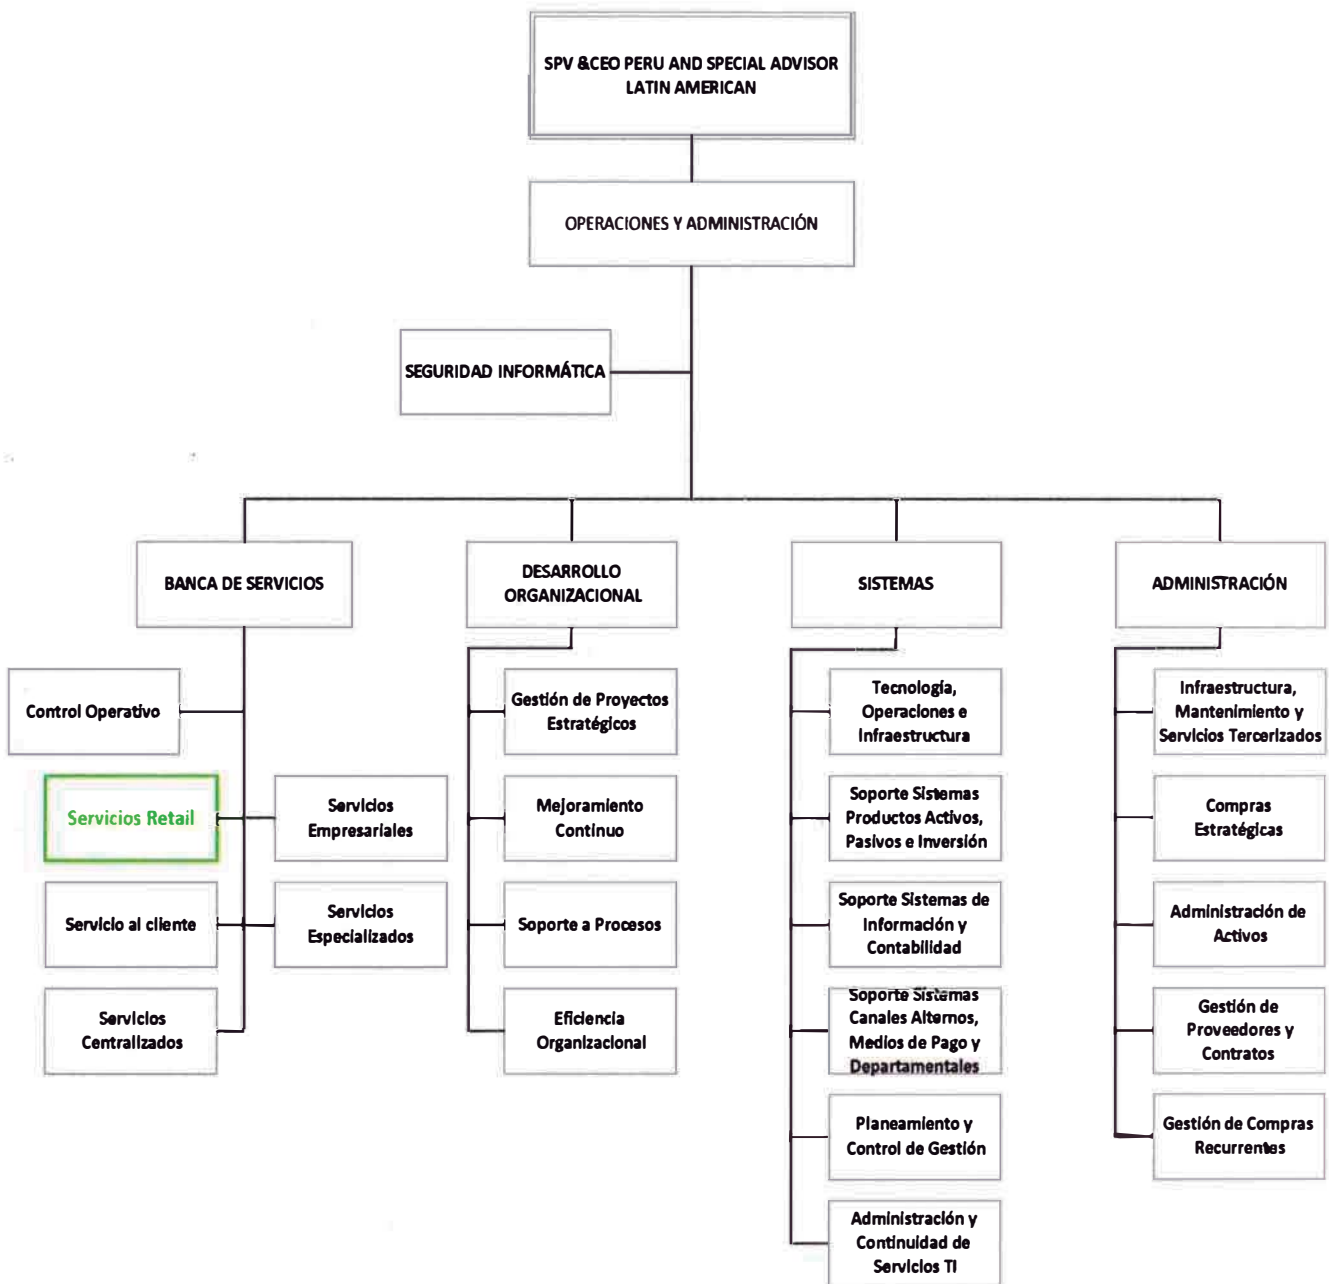 SPV &CEO PERU AND SPECIAL ADVISOR
LATIN AMERICAN
OPERACIONES Y ADMINISTRACIÓN
SEGURIDAD INFORMÁTICA
BANCA DE SERVICIOS
DESARROLLO
ORGANIZACIONAL
SISTEMAS
ADMINISTRACIÓN
Control Operativo
Servicios Retail
Servicios
Empresariales
Servicio al cliente
Servicios
Especializados
Servicios
Centralizados
Gestión de Proyectos
Estratégicos
Mejoramiento
Continuo
Soporte a Procesos
Eficiencia
Organizacional
Tecnología,
Operaciones e
Infraestructura
Soporte Sistemas
Productos Activos,
Pasivos e Inversión
Soporte Sistemas de
Información y
Contabilidad
Soporte Sistemas
Canales Alternos,
Medios de Pago y
Departamentales
Planeamiento y
Control de Gestión
Administración y
Continuidad de
Servicios TI
Infraestructura,
Mantenimiento y
Servicios Tercerizados
Compras
Estratégicas
Administración de
Activos
Gestión de
Proveedores y
Contratos
Gestión de Compras
Recurrentes